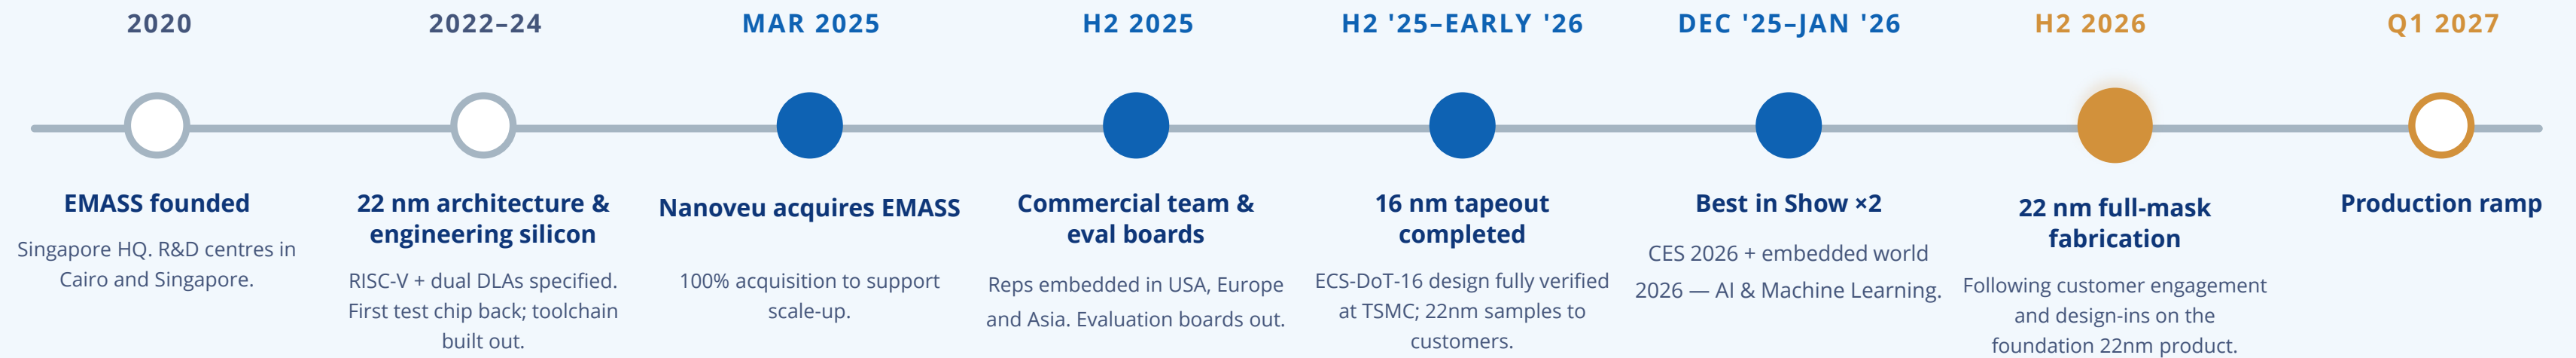 2020
EMASS founded
Singapore HQ. R&D centres in
Cairo and Singapore.
2022–24
22 nm architecture &
engineering silicon
RISC-V + dual DLAs specified.
First test chip back; toolchain
built out.
MAR 2025
Nanoveu acquires EMASS
100% acquisition to support
scale-up.
H2 2025
Commercial team &
eval boards
Reps embedded in USA, Europe
and Asia. Evaluation boards out.
H2 '25–EARLY '26
16 nm tapeout
completed
ECS-DoT-16 design fully verified
at TSMC; 22nm samples to
customers.
DEC '25–JAN '26
Best in Show ×2
CES 2026 + embedded world
2026 — AI & Machine Learning.
H2 2026
22 nm full-mask
fabrication
Following customer engagement
and design-ins on the
foundation 22nm product.
Q1 2027
Production ramp